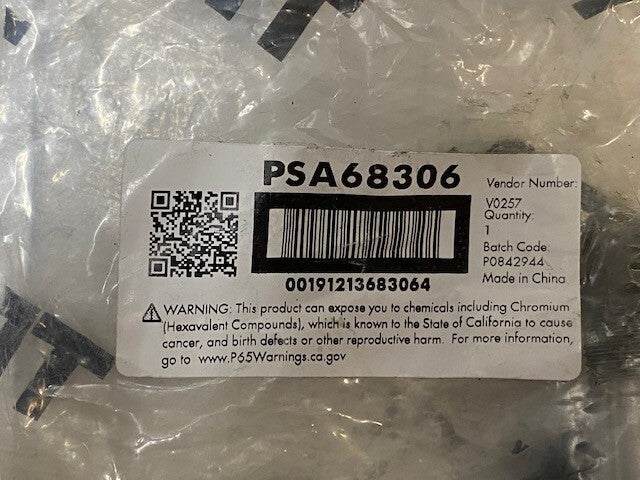 PSA68306
Vendor Number:
V0257
Quantity:
1
Batch Code:
P0842944
Made in China
00191213683064
WARNING: This product can expose you to chemicals including Chromium
(Hexavalent Compounds), which is known to the State of California to cause
cancer, and birth defects or other reproductive harm. For more information,
go to www.P65Warnings.ca.gov